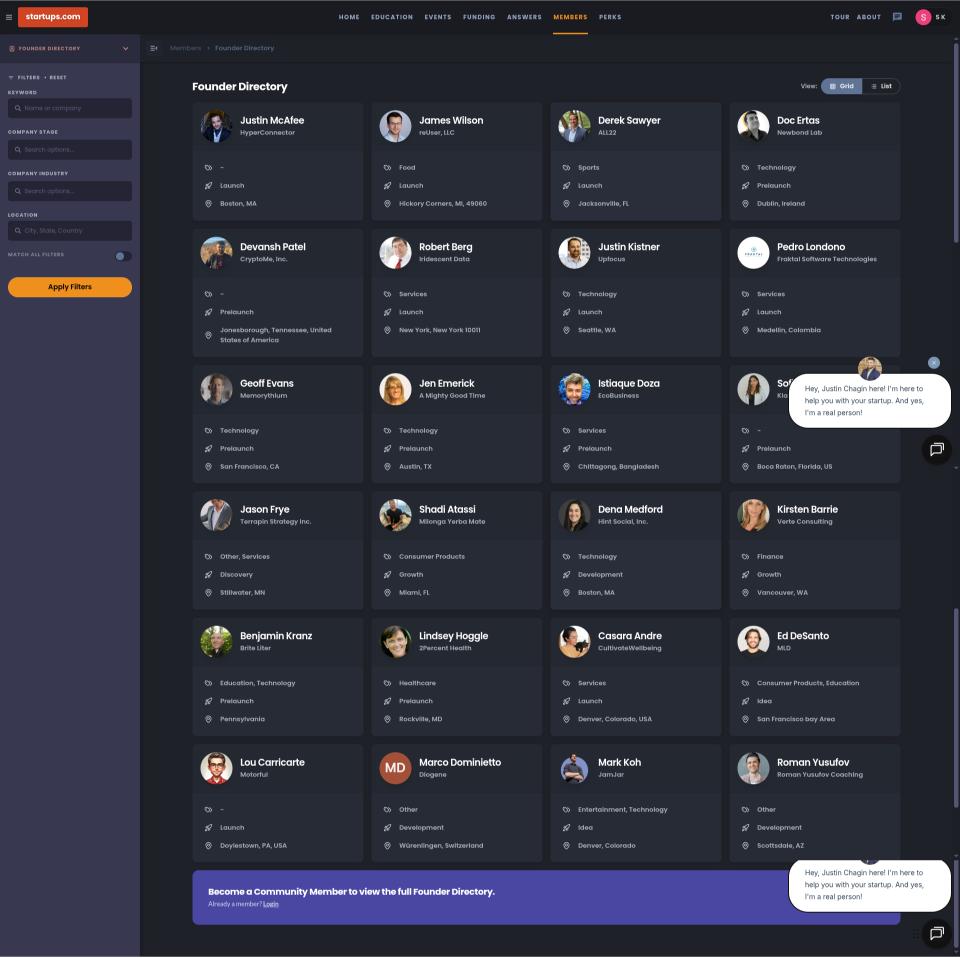 startups.com
HOME EDUCATION EVENTS FUNDING ANSWERS MEMBERS PERKS
TOUR ABOUT S S K
FOUNDER DIRECTORY
Members > Founder Directory
FILTERS • RESET
KEYWORD
Name or company
COMPANY STAGE
Search options...
COMPANY INDUSTRY
Search options...
LOCATION
City, State, Country
MATCH ALL FILTERS
Apply Filters
Founder Directory
View: Grid List
Justin McAfee
HyperConnector
-
Launch
Boston, MA
James Wilson
reUser, LLC
Food
Launch
Hickory Corners, MI, 49060
Derek Sawyer
ALL22
Sports
Launch
Jacksonville, FL
Doc Ertas
Newbond Lab
Technology
Prelaunch
Dublin, Ireland
Devansh Patel
CryptoMe, Inc.
-
Prelaunch
Jonesborough, Tennessee, United
States of America
Robert Berg
Iridescent Data
Services
Launch
New York, New York 10011
Justin Kistner
Upfocus
Technology
Launch
Seattle, WA
FRAKTAL
Pedro Londono
Fraktal Software Technologies
Services
Launch
Medellin, Colombia
Geoff Evans
Memorythium
Technology
Prelaunch
San Francisco, CA
Jen Emerick
A Mighty Good Time
Technology
Prelaunch
Austin, TX
Istiaque Doza
EcoBusiness
Services
Prelaunch
Chittagong, Bangladesh
-
Prelaunch
Boca Raton, Florida, US
Hey, Justin Chagin here! I'm here to
help you with your startup. And yes,
I'm a real person!
Jason Frye
Terrapin Strategy Inc.
Other, Services
Discovery
Stillwater, MN
Shadi Atassi
Milonga Yerba Mate
Consumer Products
Growth
Miami, FL
Dena Medford
Hint Social, Inc.
Technology
Development
Boston, MA
Kirsten Barrie
Verte Consulting
Finance
Growth
Vancouver, WA
Benjamin Kranz
Brite Liter
Education, Technology
Prelaunch
Pennsylvania
Lindsey Hoggle
2Percent Health
Healthcare
Prelaunch
Rockville, MD
Casara Andre
CultivateWellbeing
Services
Launch
Denver, Colorado, USA
Ed DeSanto
MLD
Consumer Products, Education
Idea
San Francisco bay Area
Lou Carricarte
Motorful
-
Launch
Doylestown, PA, USA
MD
Marco Dominietto
Diogene
Other
Development
Würenlingen, Switzerland
Mark Koh
JamJar
Entertainment, Technology
Idea
Denver, Colorado
Roman Yusufov
Roman Yusufov Coaching
Other
Development
Scottsdale, AZ
Become a Community Member to view the full Founder Directory.
Already a member? Login
Hey, Justin Chagin here! I'm here to
help you with your startup. And yes,
I'm a real person!